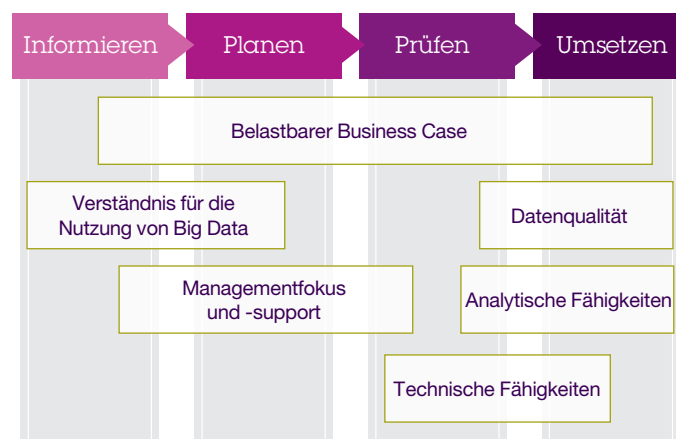 Informieren
Planen
Prüfen
Umsetzen
Belastbarer Business Case
Verständnis für die
Nutzung von Big Data
Datenqualität
Managementfokus
und -support
Analytische Fähigkeiten
Technische Fähigkeiten